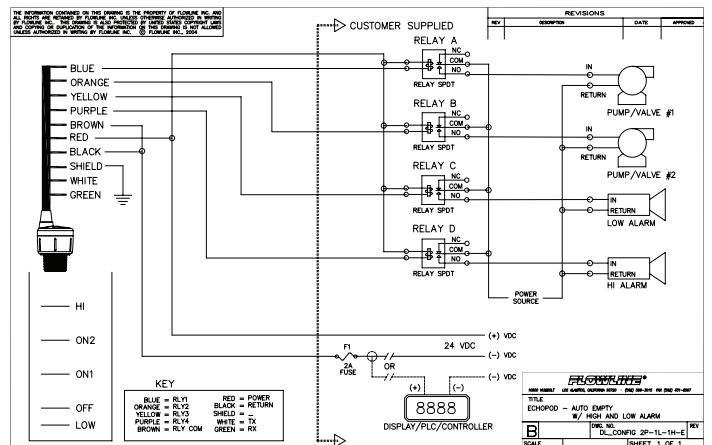 THE INFORMATION CONTAINED ON THIS DRAWING IS THE PROPERTY OF FLOWLINE INC. AND
ALL RIGHTS ARE RETAINED BY FLOWLINE INC. UNLESS OTHERWISE AUTHORIZED IN WRITING
BY FLOWLINE INC. THIS DRAWING IS ALSO PROTECTED BY UNITED STATES COPYRIGHT LAWS
AND COPYING OR DUPLICATION OF THE INFORMATION ON THIS DRAWING IS NOT ALLOWED
UNLESS AUTHORIZED IN WRITING BY FLOWLINE INC. © FLOWLINE INC., 2004
CUSTOMER SUPPLIED
REVISIONS
REV DESCRIPTION DATE APPROVED
BLUE
ORANGE
YELLOW
PURPLE
BROWN
RED
BLACK
SHIELD
WHITE
GREEN
RELAY A
NC
COM
NO
RELAY SPDT
RELAY B
NC
COM
NO
RELAY SPDT
RELAY C
NC
COM
NO
RELAY SPDT
RELAY D
NC
COM
NO
RELAY SPDT
IN
RETURN
PUMP/VALVE #1
IN
RETURN
PUMP/VALVE #2
IN
RETURN
LOW ALARM
IN
RETURN
HI ALARM
POWER
SOURCE
HI
ON2
ON1
OFF
LOW
(+) VDC
24 VDC
(-) VDC
(-) VDC
F1
2A
FUSE
OR
(+) (-)
8888
DISPLAY/PLC/CONTROLLER
KEY
BLUE = RLY1
ORANGE = RLY2
YELLOW = RLY3
PURPLE = RLY4
BROWN = RLY COM
RED = POWER
BLACK = RETURN
SHIELD = _
WHITE = TX
GREEN = RX
FLOWLINE®
TITLE
ECHOPOD - AUTO EMPTY
W/ HIGH AND LOW ALARM
B
DWG. NO.
DL_CONFIG 2P-1L-1H-E
REV
SCALE
SHEET 1 OF 1